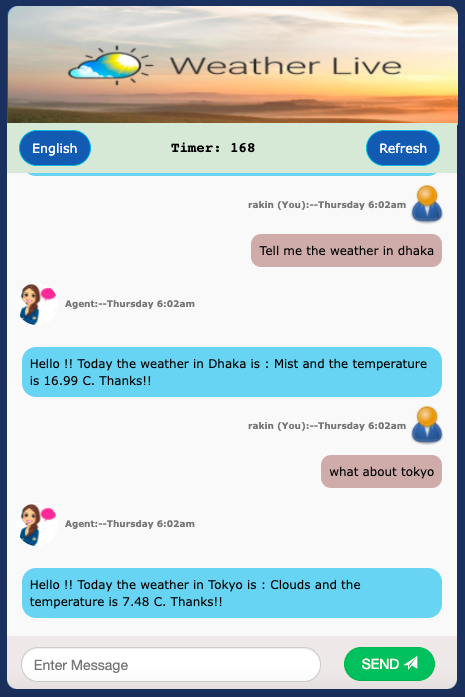 Weather Live
English
Timer: 168
Refresh
rakin (You):--Thursday 6:02am
Tell me the weather in dhaka
Agent:--Thursday 6:02am
Hello !! Today the weather in Dhaka is : Mist and the temperature
is 16.99 C. Thanks!!
rakin (You):--Thursday 6:02am
what about tokyo
Agent:--Thursday 6:02am
Hello !! Today the weather in Tokyo is : Clouds and the
temperature is 7.48 C. Thanks!!
Enter Message
SEND